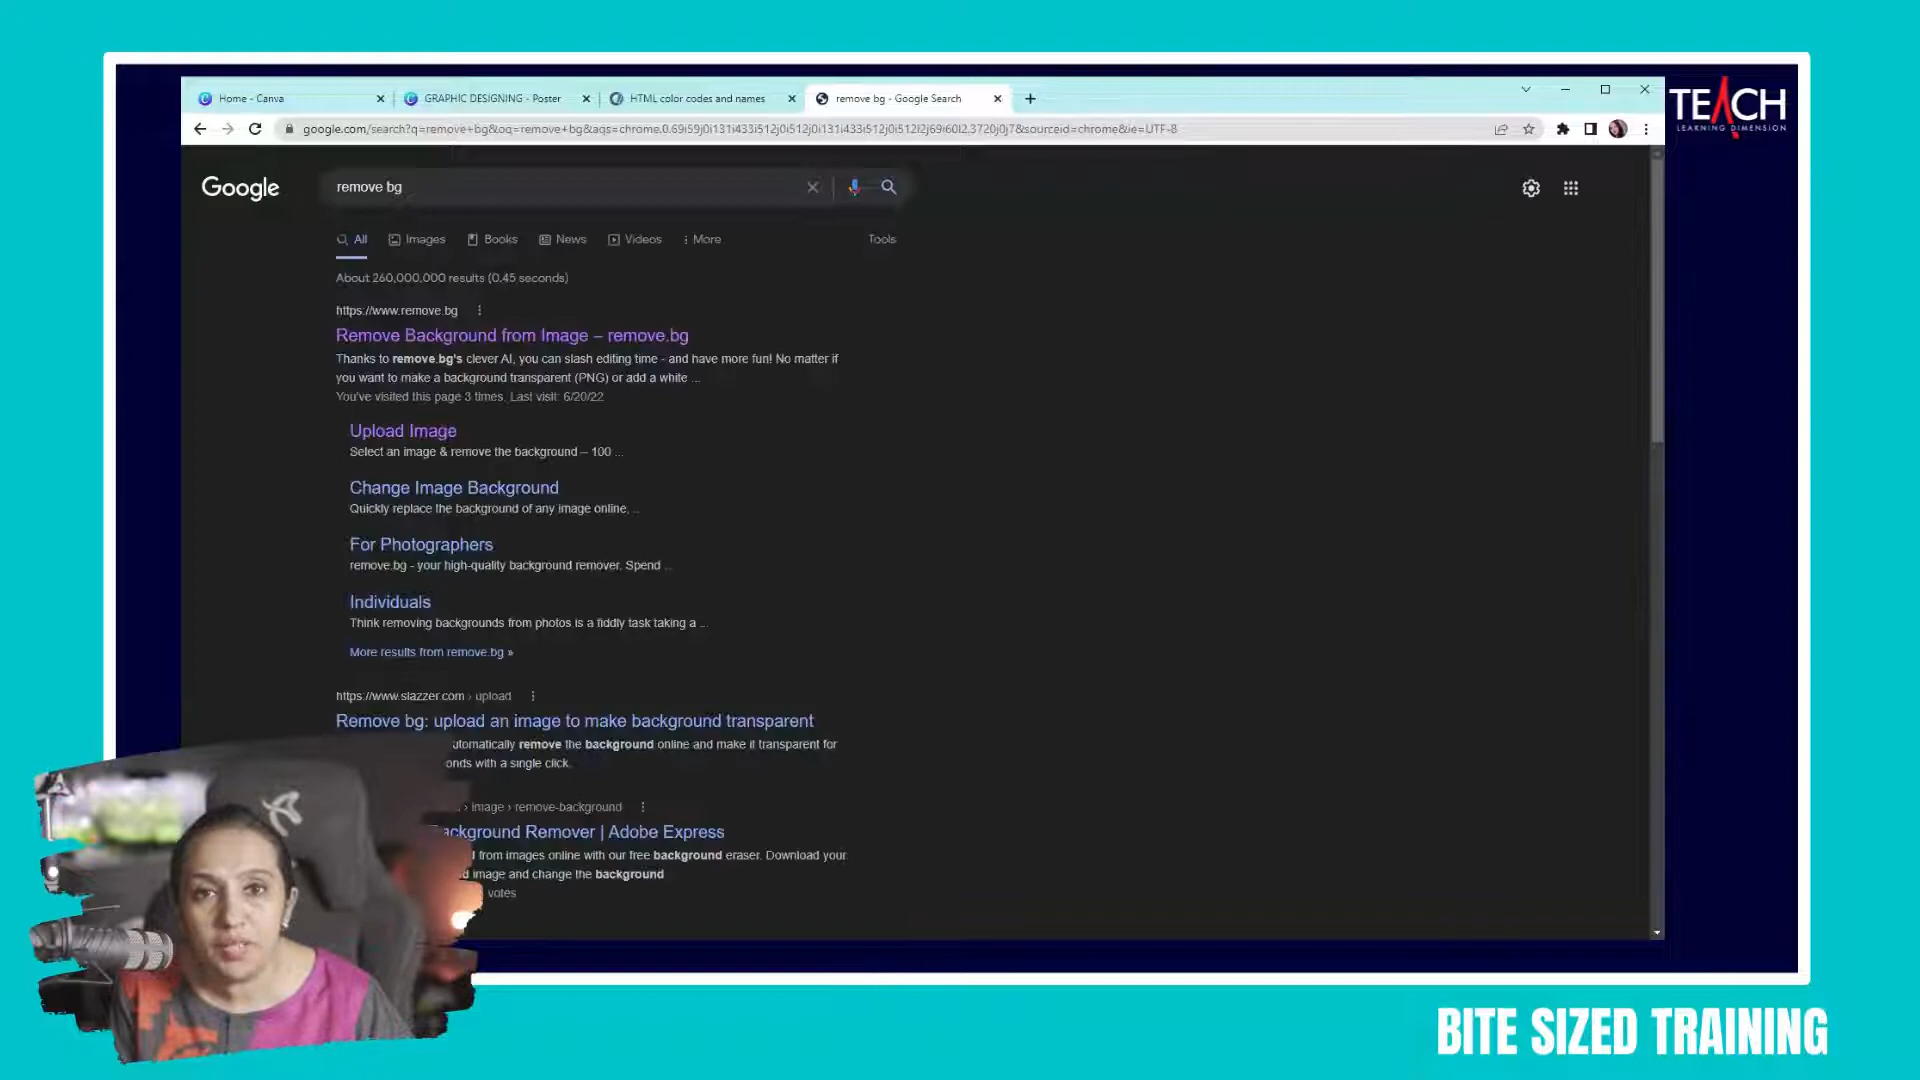 Home - Canva
GRAPHIC DESIGNING - Poster
HTML color codes and names
remove bg - Google Search
google.com/search?q=remove+bg&oq=remove+bg&aqs=chrome.0.69i59j0i131i433i512j0i512j0i131i433i512j0i512l2j69i60l2.3720j0j7&sourceid=chrome&ie=UTF-8
TEACH
LEARNING DIMENSION
Google
remove bg
All
Images
Books
News
Videos
More
Tools
About 260,000,000 results (0.45 seconds)
https://www.remove.bg
Remove Background from Image – remove.bg
Thanks to remove.bg's clever AI, you can slash editing time - and have more fun! No matter if
you want to make a background transparent (PNG) or add a white ...
You've visited this page 3 times. Last visit: 6/20/22
Upload Image
Select an image & remove the background – 100 ...
Change Image Background
Quickly replace the background of any image online, ...
For Photographers
remove.bg - your high-quality background remover. Spend ...
Individuals
Think removing backgrounds from photos is a fiddly task taking a ...
More results from remove.bg »
https://www.slazzer.com › upload
Remove bg: upload an image to make background transparent
utomatically remove the background online and make it transparent for
onds with a single click.
› image › remove-background
ackground Remover | Adobe Express
from images online with our free background eraser. Download your
image and change the background
votes
BITE SIZED TRAINING